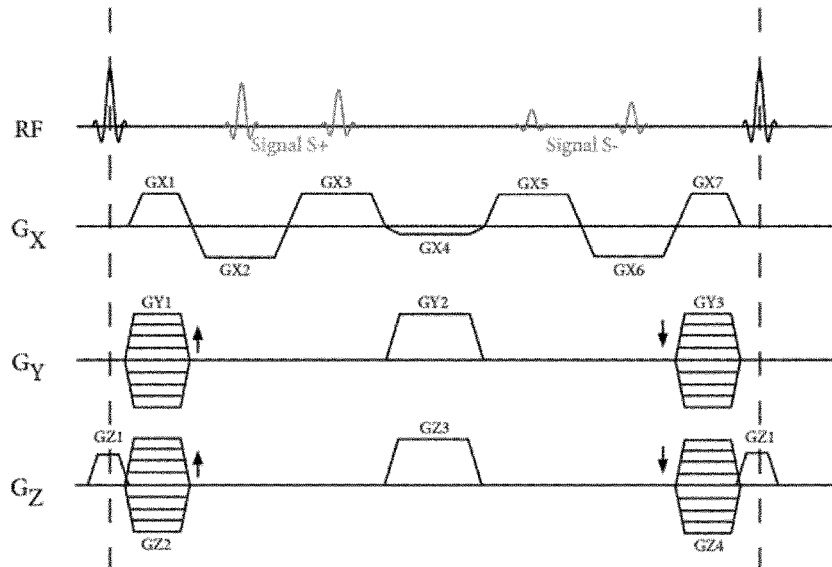 RF
Signal S+
Signal S-
GX
GX1
GX2
GX3
GX4
GX5
GX6
GX7
GY
GY1
GY2
GY3
GZ
GZ1
GZ2
GZ3
GZ4
GZ1